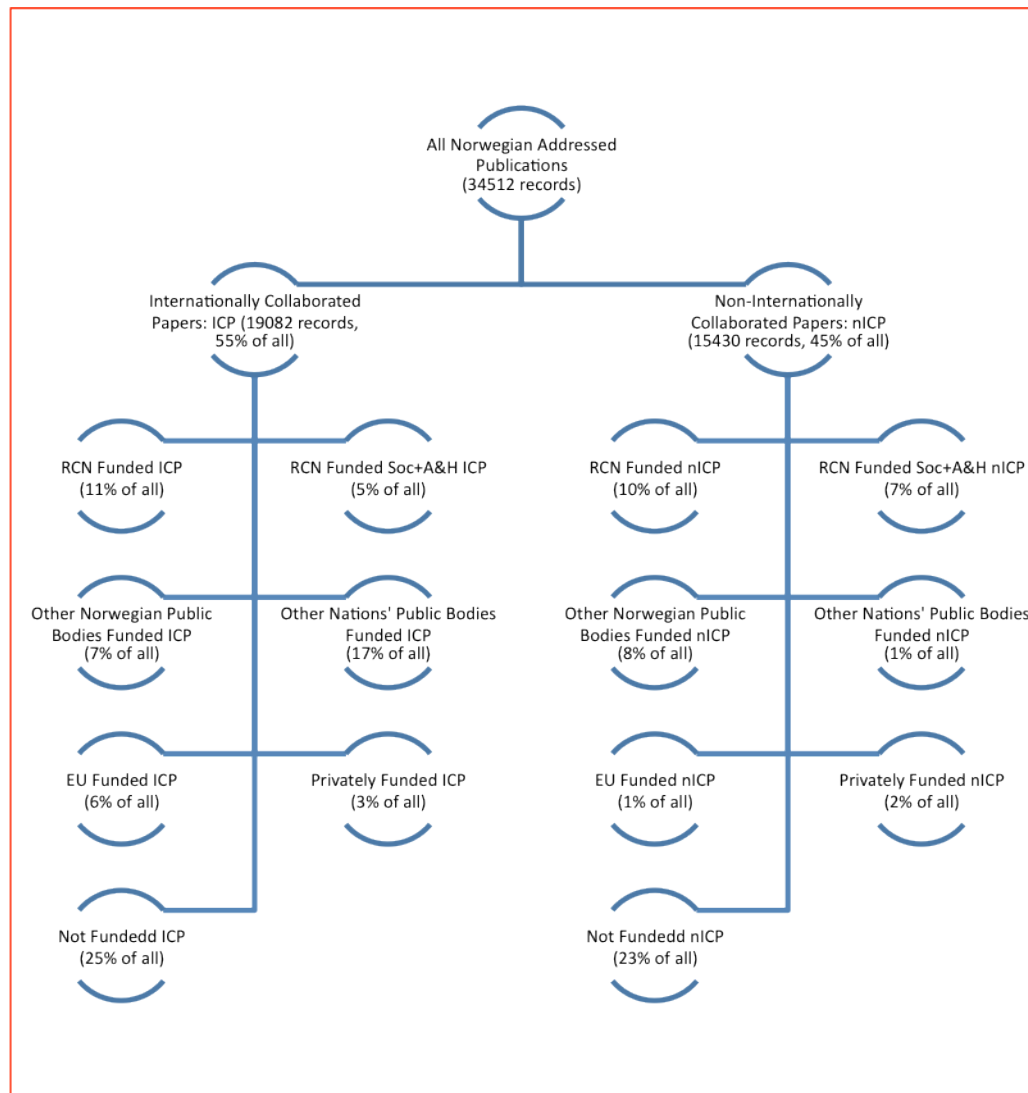 All Norwegian Addressed
Publications
(34512 records)
Internationally Collaborated
Papers: ICP (19082 records,
55% of all)
Non-Internationally
Collaborated Papers: nICP
(15430 records, 45% of all)
RCN Funded ICP
(11% of all)
RCN Funded Soc+A&H ICP
(5% of all)
RCN Funded nICP
(10% of all)
RCN Funded Soc+A&H nICP
(7% of all)
Other Norwegian Public
Bodies Funded ICP
(7% of all)
Other Nations' Public Bodies
Funded ICP
(17% of all)
Other Norwegian Public
Bodies Funded nICP
(8% of all)
Other Nations' Public Bodies
Funded nICP
(1% of all)
EU Funded ICP
(6% of all)
Privately Funded ICP
(3% of all)
EU Funded nICP
(1% of all)
Privately Funded nICP
(2% of all)
Not Fundedd ICP
(25% of all)
Not Fundedd nICP
(23% of all)